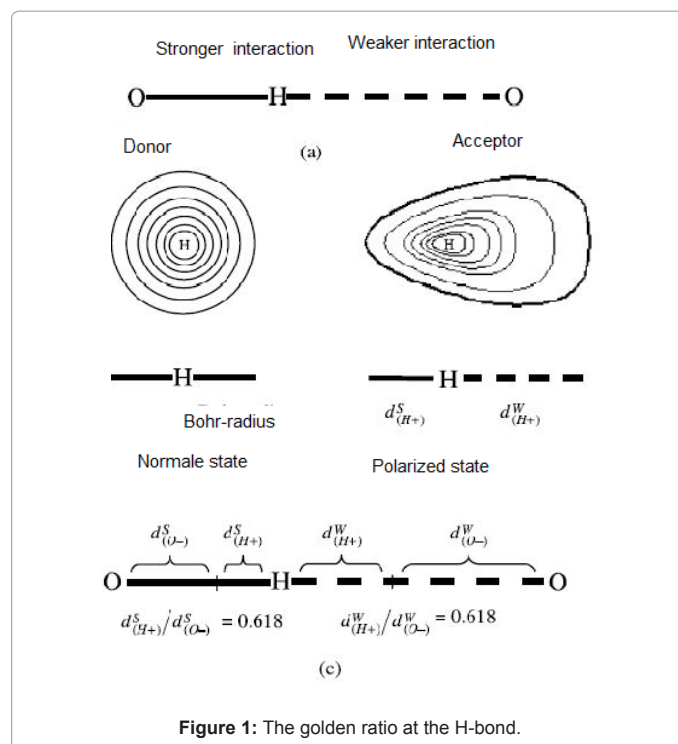 Stronger interaction Weaker interaction
O H O
Donor (a) Acceptor
H H
H H
Bohr-radius d^S_(H+) d^W_(H+)
Normale state Polarized state
d^S_(O–) d^S_(H+) d^W_(H+) d^W_(O–)
O H O
d^S_(H+)/d^S_(O–) = 0.618 d^W_(H+)/d^W_(O–) = 0.618
(c)
Figure 1: The golden ratio at the H-bond.